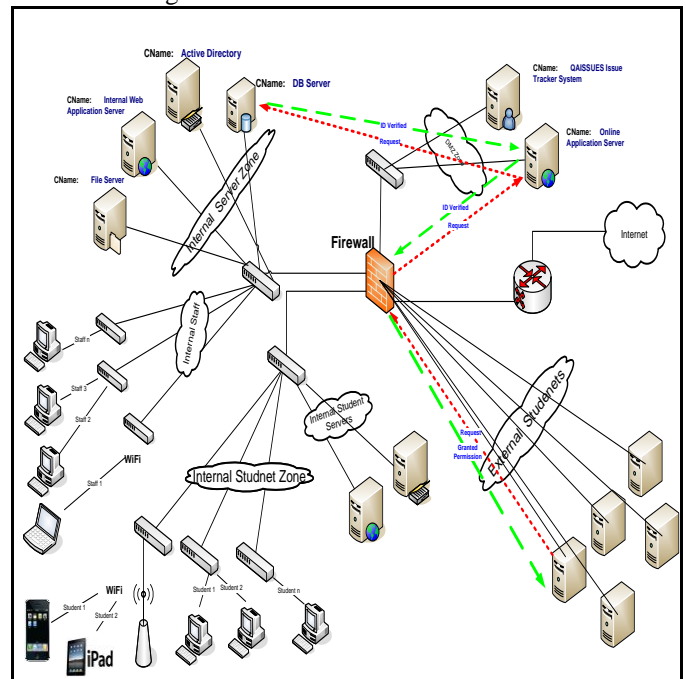 CName: Active Directory
CName: QAISSUES Issue
Tracker System
CName: DB Server
CName: Internal Web
Application Server
ID Verified
Request
DMZ Zone
CName: Online
Application Server
CName: File Server
Internal Server Zone
ID Verified
Request
Firewall
Internet
Internal Staff
Staff n
Staff 3
Staff 2
Staff 1
WiFi
Internal Student
Servers
Request
Granted
Permission
External Studenets
Internal Studnet Zone
WiFi
Student 1
Student 2
Student 1
Student 2
Student n
iPad